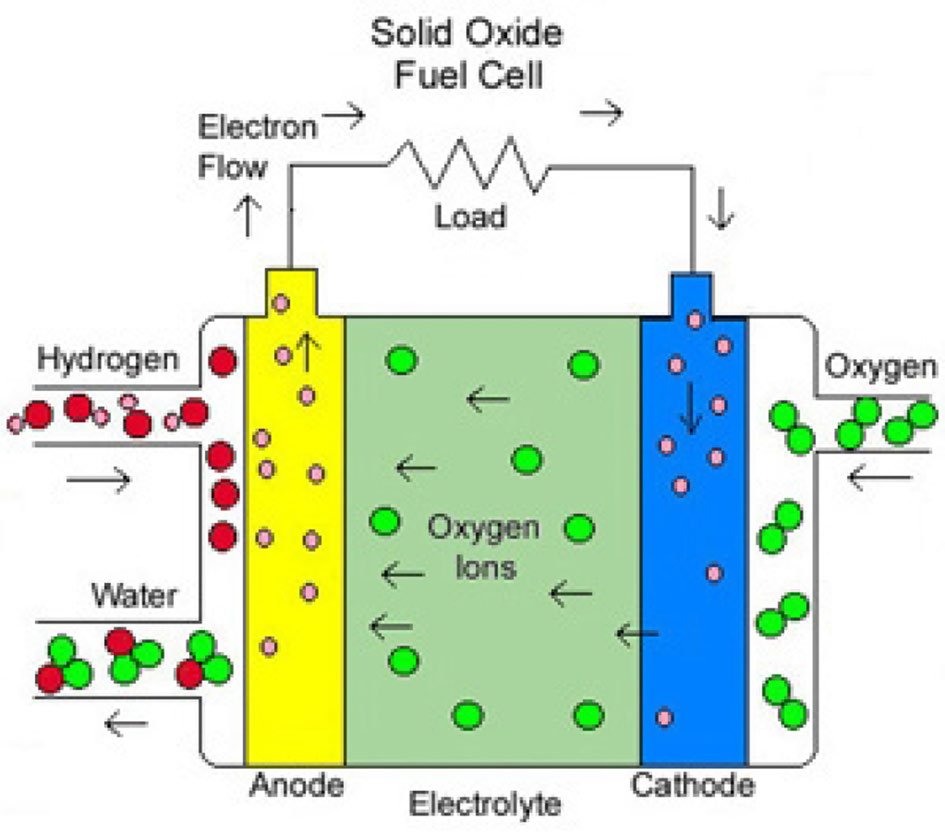 Solid Oxide
Fuel Cell
Electron
Flow
Load
Hydrogen
Oxygen
Oxygen
Ions
Water
Anode
Electrolyte
Cathode